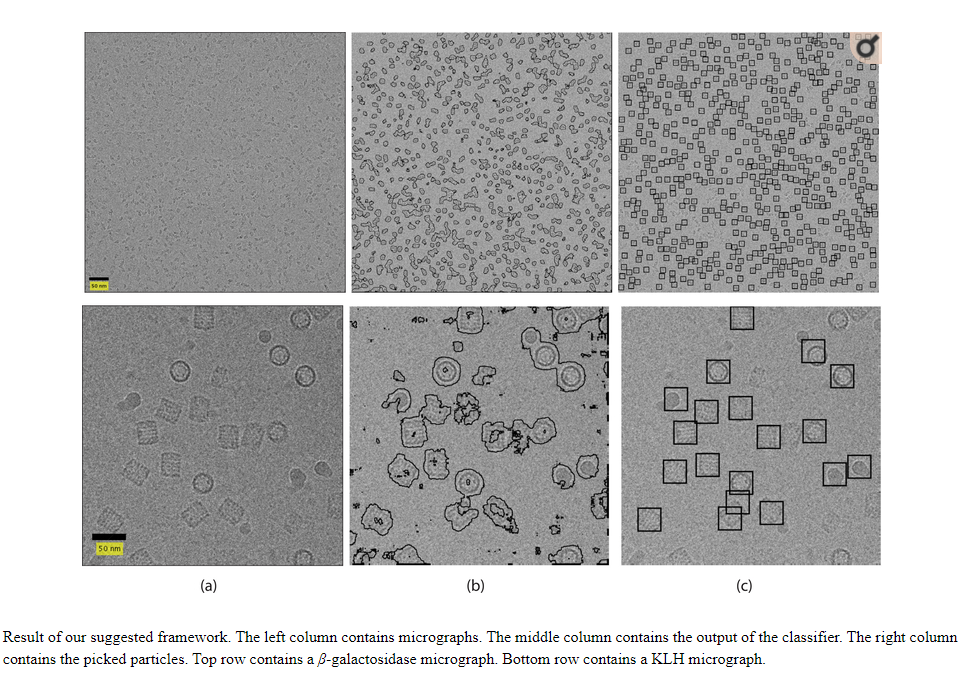 50 nm
50 nm
(a) (b) (c)
Result of our suggested framework. The left column contains micrographs. The middle column contains the output of the classifier. The right column
contains the picked particles. Top row contains a β-galactosidase micrograph. Bottom row contains a KLH micrograph.